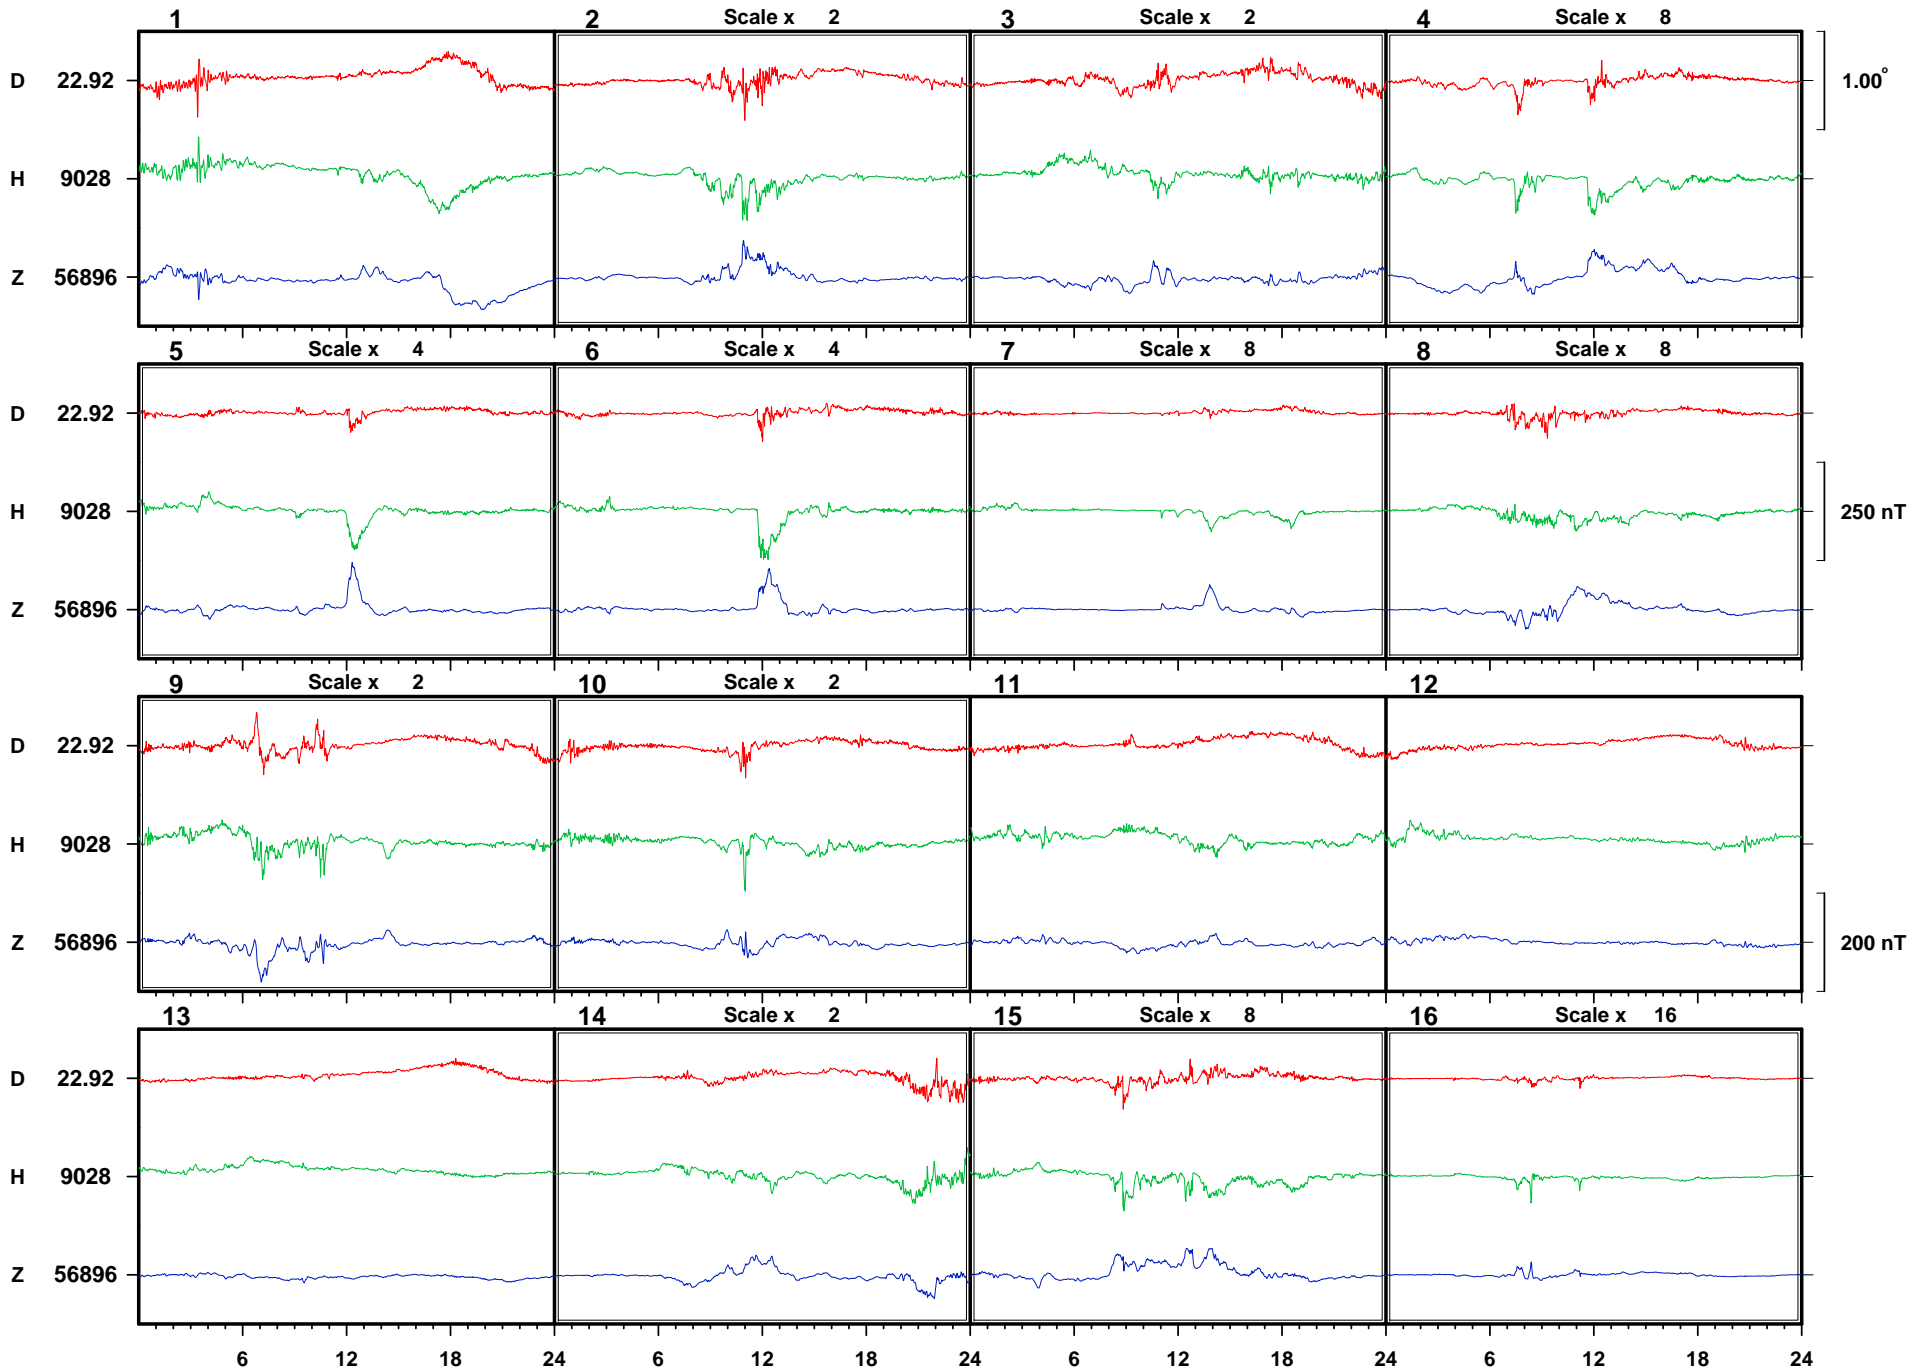 1 2 Scale x 2 3 Scale x 2 4 Scale x 8
D 22.92 1.00°
H 9028
Z 56896
5 Scale x 4 6 Scale x 4 7 Scale x 8 8 Scale x 8
D 22.92
H 9028 250 nT
Z 56896
9 Scale x 2 10 Scale x 2 11 12
D 22.92
H 9028
Z 56896 200 nT
13 14 Scale x 2 15 Scale x 8 16 Scale x 16
D 22.92
H 9028
Z 56896
6 12 18 24 6 12 18 24 6 12 18 24 6 12 18 24